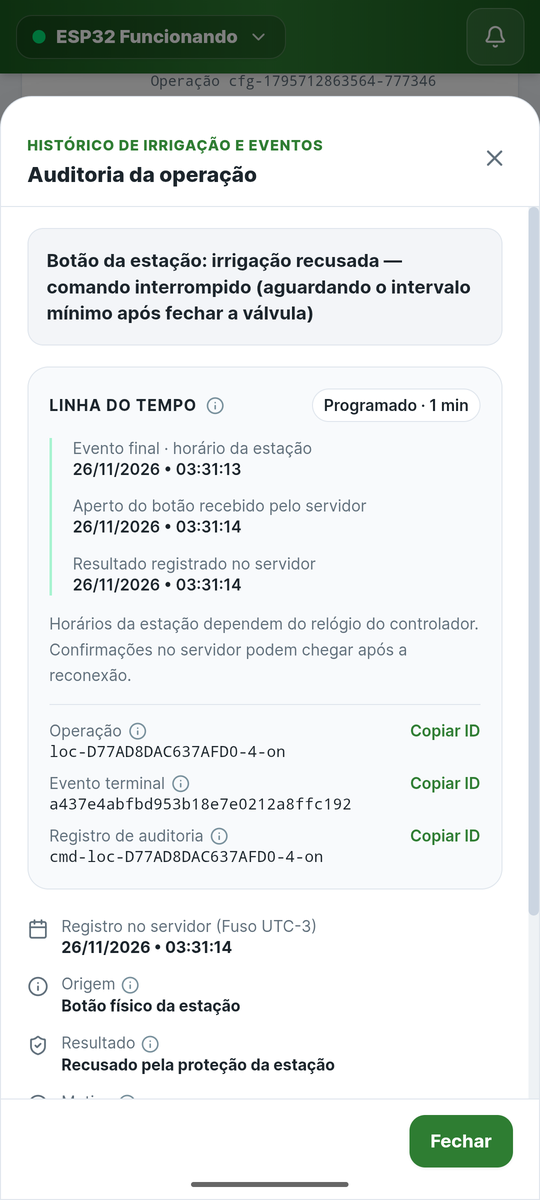 ESP32 Funcionando
Operação cfg-1795712863564-777346
HISTÓRICO DE IRRIGAÇÃO E EVENTOS
Auditoria da operação
Botão da estação: irrigação recusada —
comando interrompido (aguardando o intervalo
mínimo após fechar a válvula)
LINHA DO TEMPO
Programado · 1 min
Evento final · horário da estação
26/11/2026 • 03:31:13
Aperto do botão recebido pelo servidor
26/11/2026 • 03:31:14
Resultado registrado no servidor
26/11/2026 • 03:31:14
Horários da estação dependem do relógio do controlador.
Confirmações no servidor podem chegar após a
reconexão.
Operação
Copiar ID
loc-D77AD8DAC637AFD0-4-on
Evento terminal
Copiar ID
a437e4abfbd953b18e7e0212a8ffc192
Registro de auditoria
Copiar ID
cmd-loc-D77AD8DAC637AFD0-4-on
Registro no servidor (Fuso UTC-3)
26/11/2026 • 03:31:14
Origem
Botão físico da estação
Resultado
Recusado pela proteção da estação
Fechar